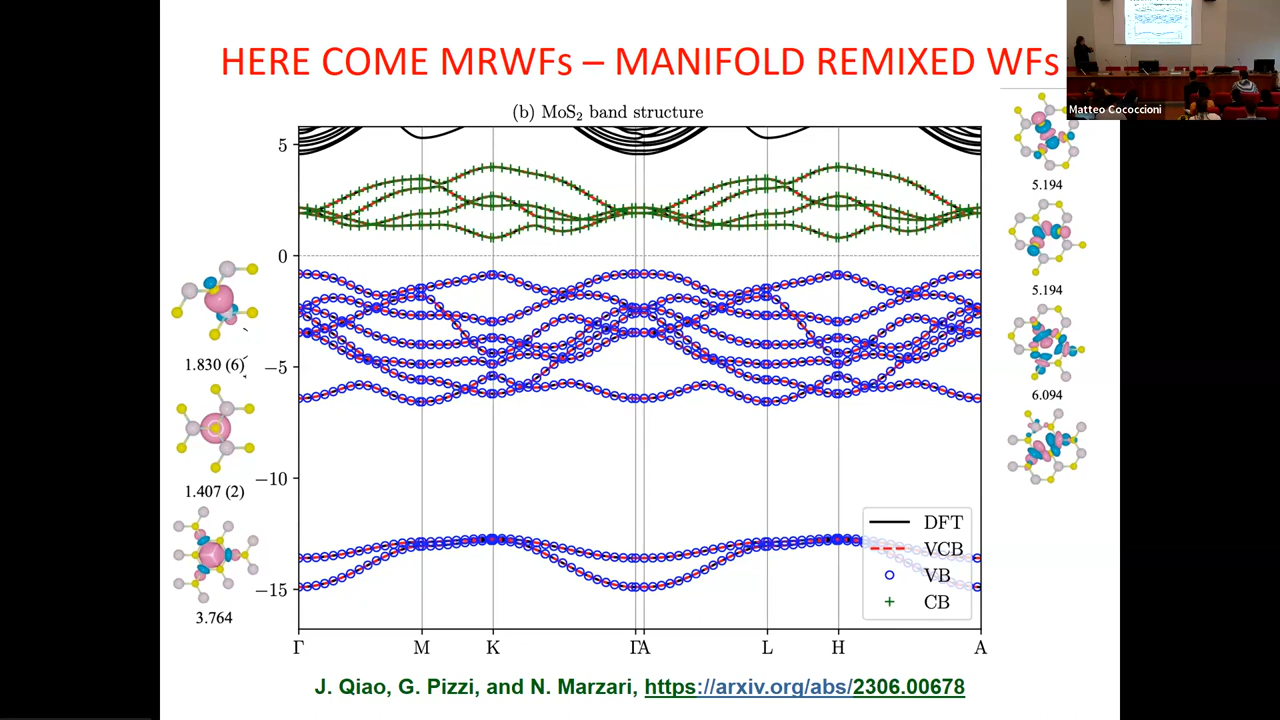 HERE COME MRWFs – MANIFOLD REMIXED WFs
Matteo Cococcioni
(b) MoS₂ band structure
5
0
−5
−10
−15
Γ M K Γ A L H A
DFT
VCB
VB
CB
1.830 (6)
1.407 (2)
3.764
5.194
5.194
6.094
J. Qiao, G. Pizzi, and N. Marzari, https://arxiv.org/abs/2306.00678